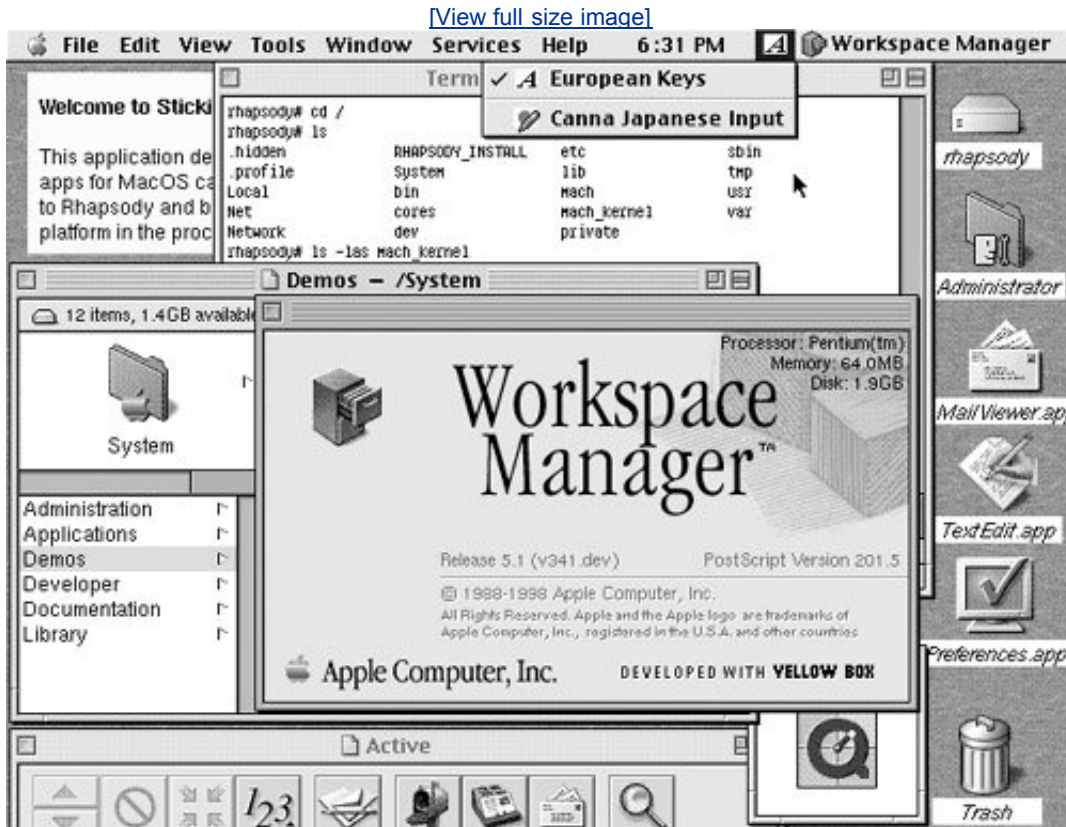 [View full size image]
File Edit View Tools Window Services Help 6:31 PM A Workspace Manager
Term
✓ A European Keys
Canna Japanese Input
Welcome to Sticki
This application de
apps for MacOS ca
to Rhapsody and b
platform in the proc
rhapsody# cd /
rhapsody# ls
.hidden RHAPSODY_INSTALL etc sbin
.profile System lib tmp
Local bin mach usr
Net cores mach_kernel var
Network dev private
rhapsody# ls -las mach_kernel
rhapsody
Administrator
MailViewer.app
TextEdit.app
Preferences.app
Trash
Demos – /System
12 items, 1.4GB available
System
Administration
Applications
Demos
Developer
Documentation
Library
Processor: Pentium(tm)
Memory: 64.0MB
Disk: 1.9GB
Workspace
Manager™
Release 5.1 (v341.dev) PostScript Version 201.5
© 1988-1998 Apple Computer, Inc.
All Rights Reserved. Apple and the Apple logo are trademarks of
Apple Computer, Inc., registered in the U.S.A. and other countries
Apple Computer, Inc. DEVELOPED WITH YELLOW BOX
Active
123